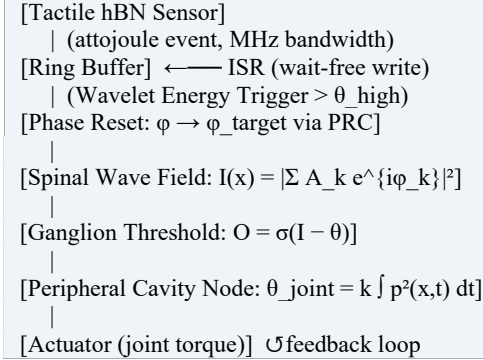 [Tactile hBN Sensor]
| (attojoule event, MHz bandwidth)
[Ring Buffer] ←── ISR (wait-free write)
| (Wavelet Energy Trigger > θ_high)
[Phase Reset: φ → φ_target via PRC]
|
[Spinal Wave Field: I(x) = |Σ A_k e^{iφ_k}|²]
|
[Ganglion Threshold: O = σ(I − θ)]
|
[Peripheral Cavity Node: θ_joint = k ∫ p²(x,t) dt]
|
[Actuator (joint torque)] ↺feedback loop